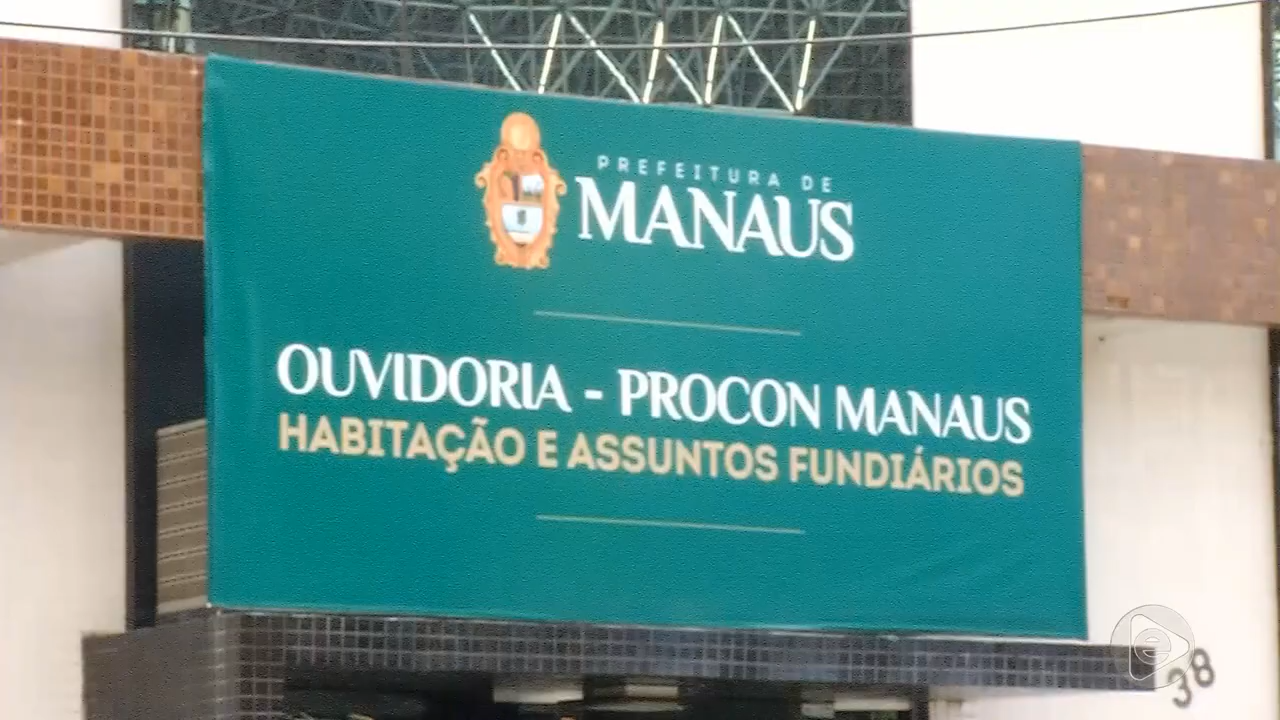 PREFEITURA DE
MANAUS
OUVIDORIA - PROCON MANAUS
HABITAÇÃO E ASSUNTOS FUNDIÁRIOS
e
38